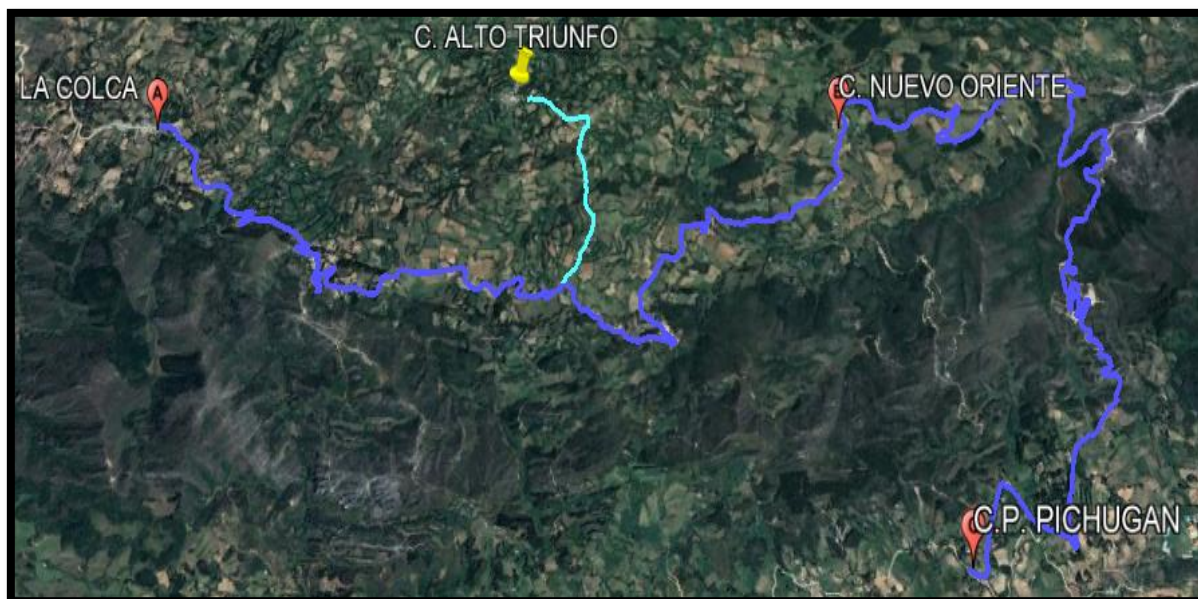 C. ALTO TRIUNFO
LA COLCA
A
C. NUEVO ORIENTE
C.P. PICHUGAN